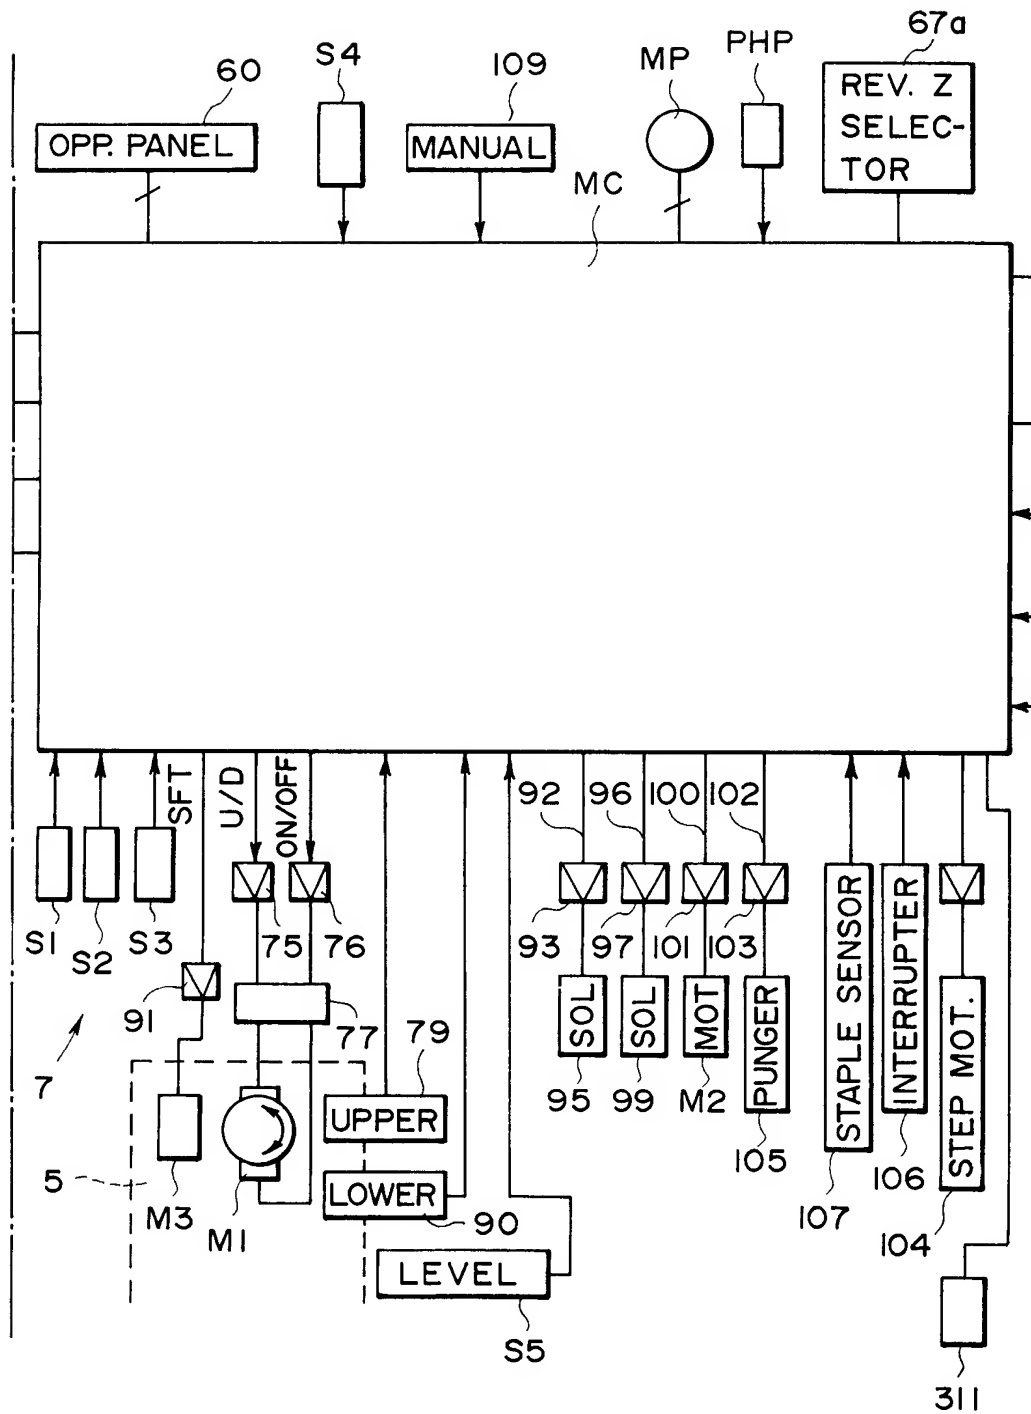 67a
S4
MP
PHP
60
109
REV. Z
SELEC-
TOR
OPP. PANEL
MANUAL
MC
SFT
U/D
ON/OFF
92
96
100
102
S1
S2
S3
75
76
93
97
101
103
91
77
SOL
SOL
MOT
PUNGER
STAPLE SENSOR
INTERRUPTER
STEP MOT.
7
79
95
99
M2
UPPER
105
5
M3
M1
LOWER
90
106
107
104
LEVEL
S5
311